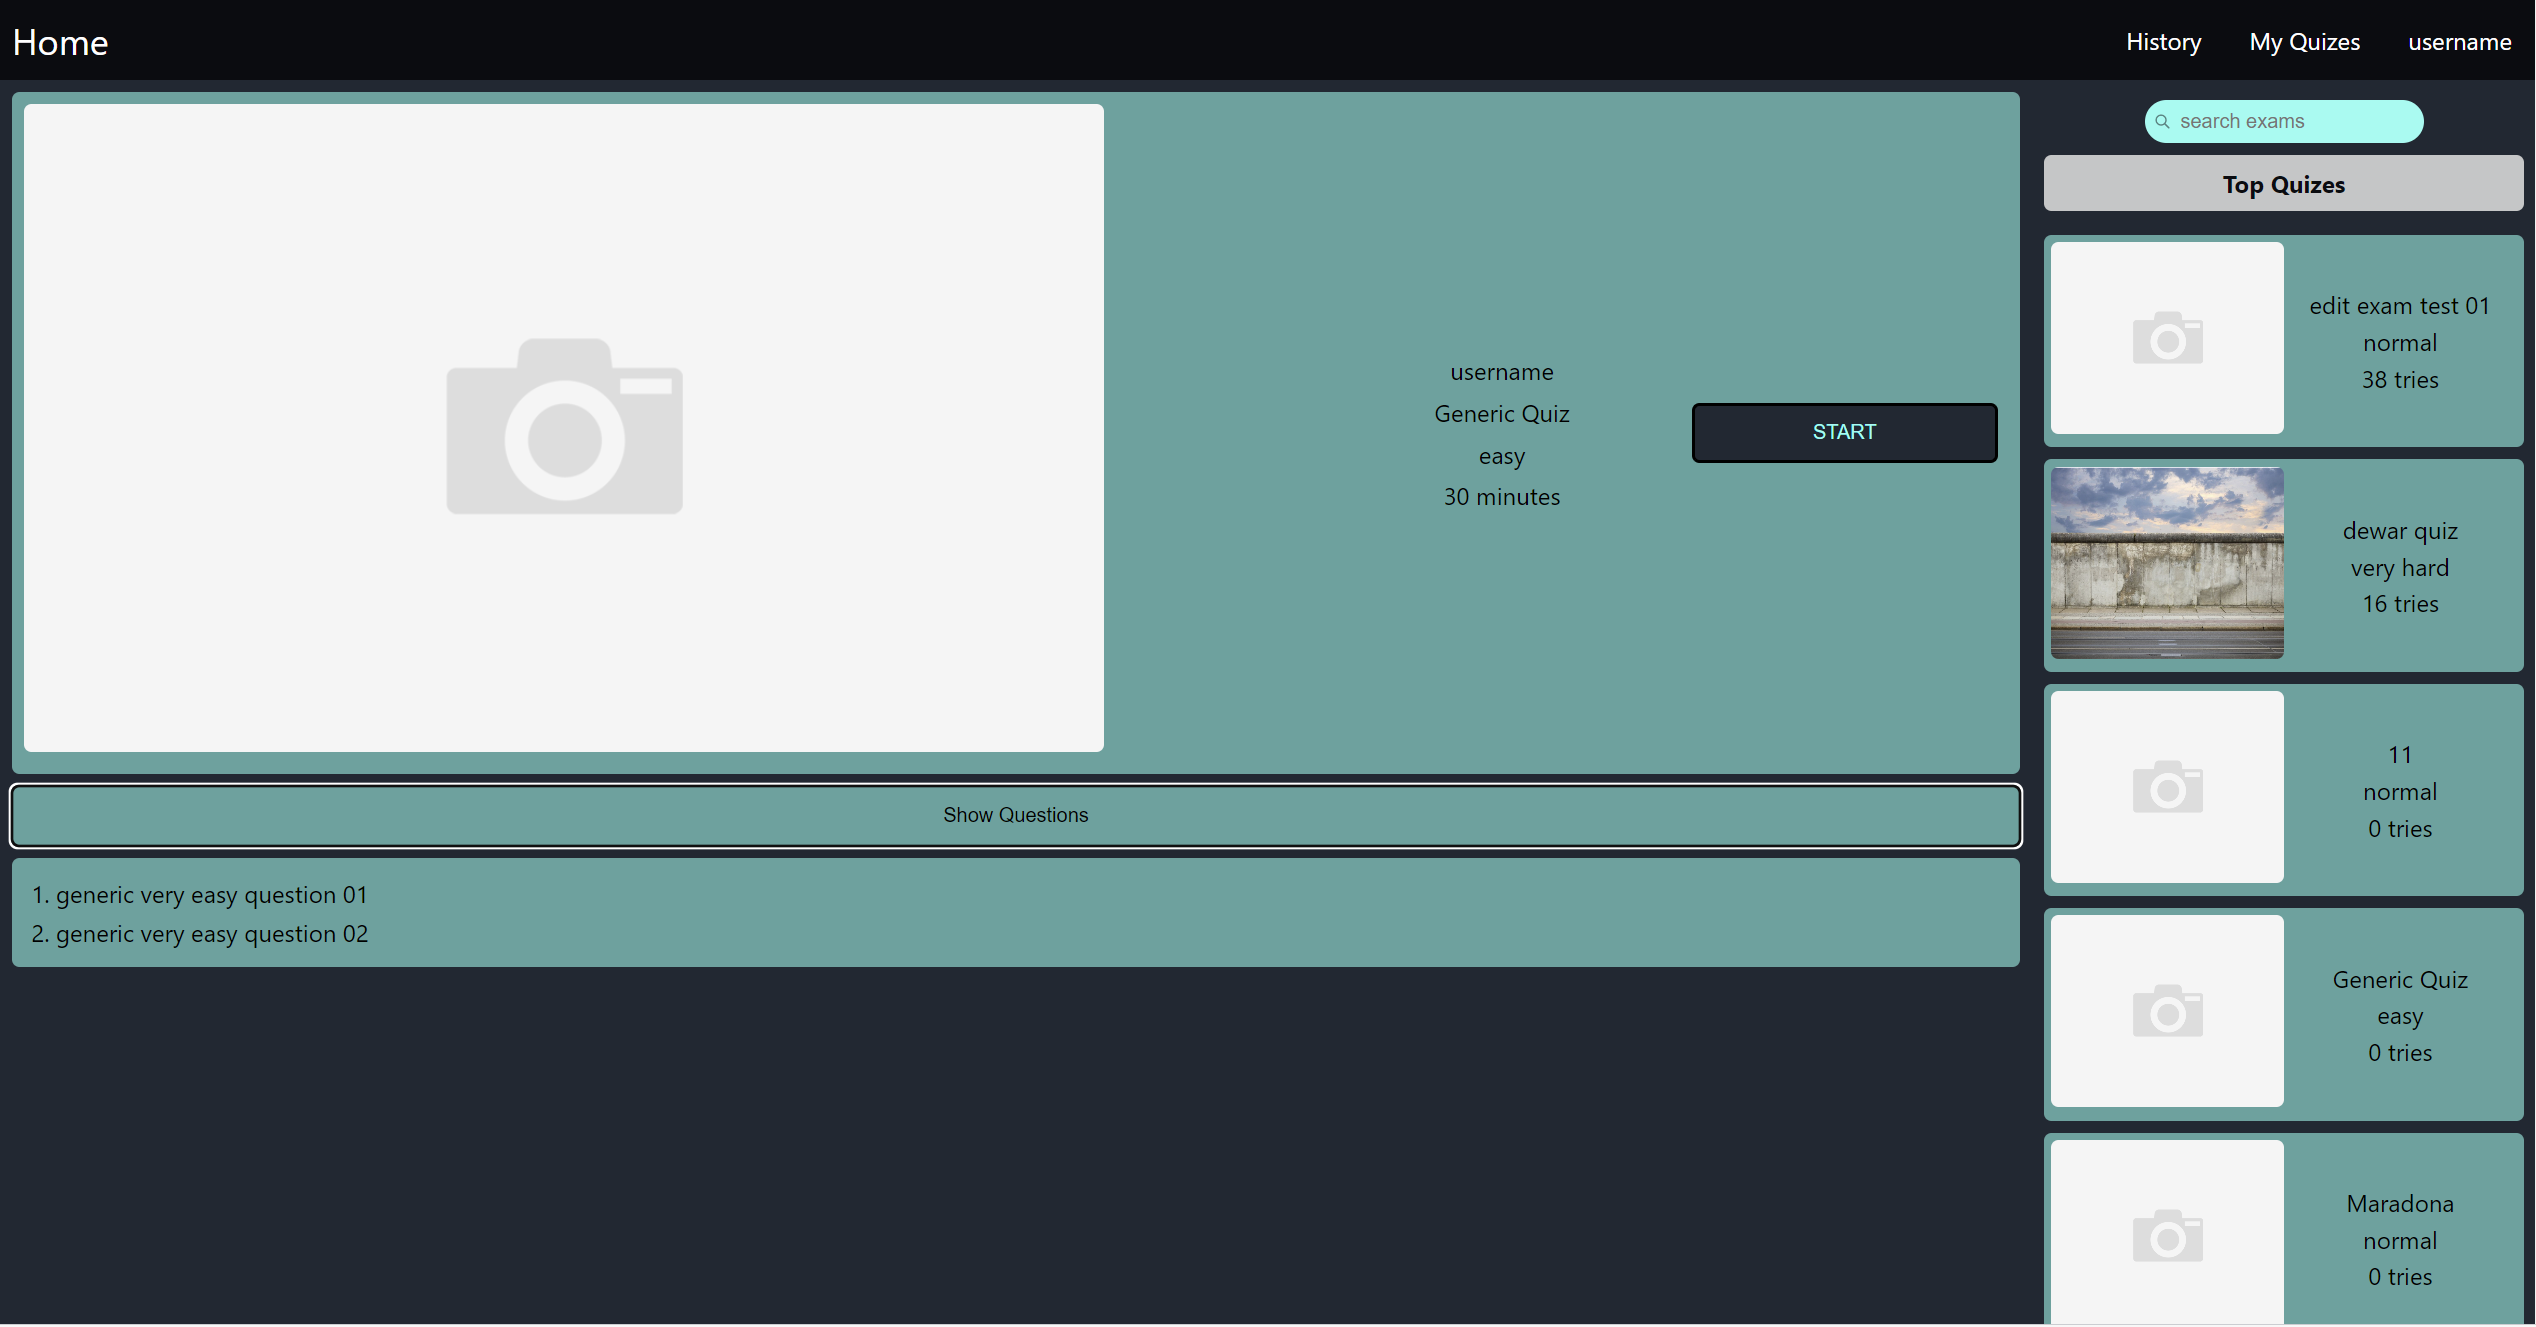 Home
History
My Quizes
username
username
Generic Quiz
easy
30 minutes
START
Show Questions
1. generic very easy question 01
2. generic very easy question 02
search exams
Top Quizes
edit exam test 01
normal
38 tries
dewar quiz
very hard
16 tries
11
normal
0 tries
Generic Quiz
easy
0 tries
Maradona
normal
0 tries